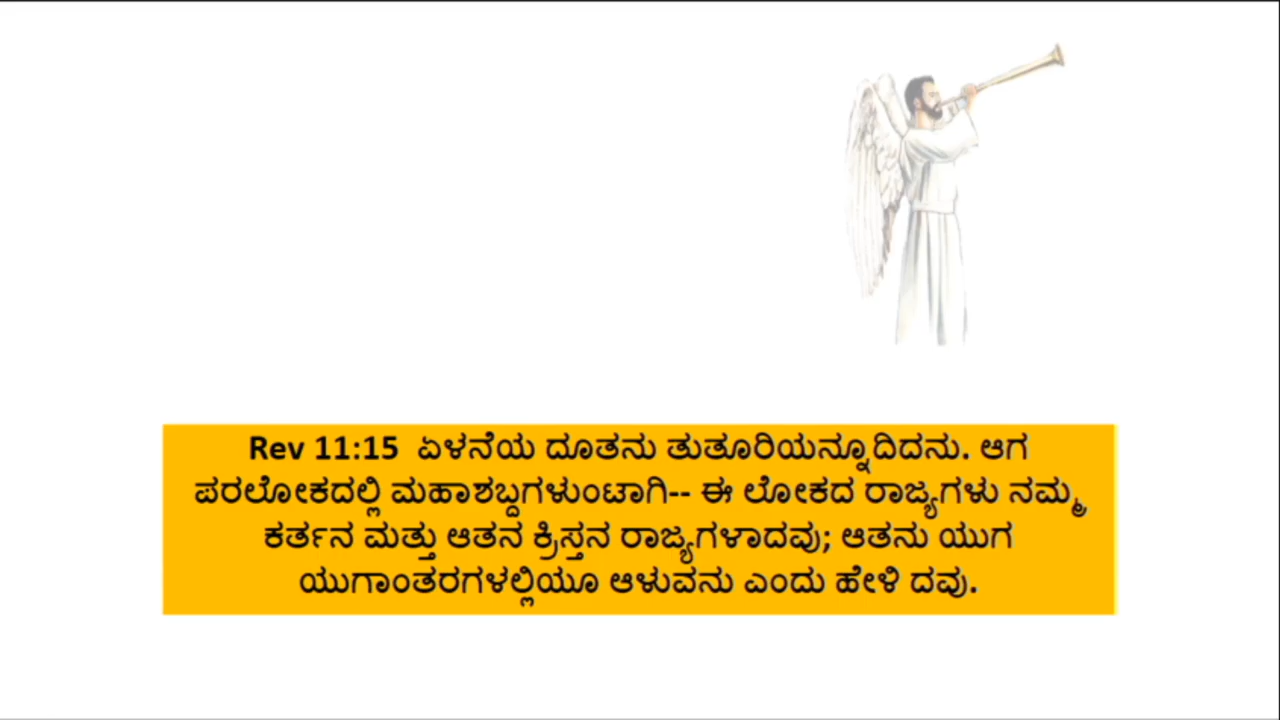 Rev 11:15 ಏಳನೆಯ ದೂತನು ತುತೂರಿಯನ್ನೂದಿದನು. ಆಗ
ಪರಲೋಕದಲ್ಲಿ ಮಹಾಶಬ್ದಗಳುಂಟಾಗಿ-- ಈ ಲೋಕದ ರಾಜ್ಯಗಳು ನಮ್ಮ
ಕರ್ತನ ಮತ್ತು ಆತನ ಕ್ರಿಸ್ತನ ರಾಜ್ಯಗಳಾದವು; ಆತನು ಯುಗ
ಯುಗಾಂತರಗಳಲ್ಲಿಯೂ ಆಳುವನು ಎಂದು ಹೇಳಿ ದವು.